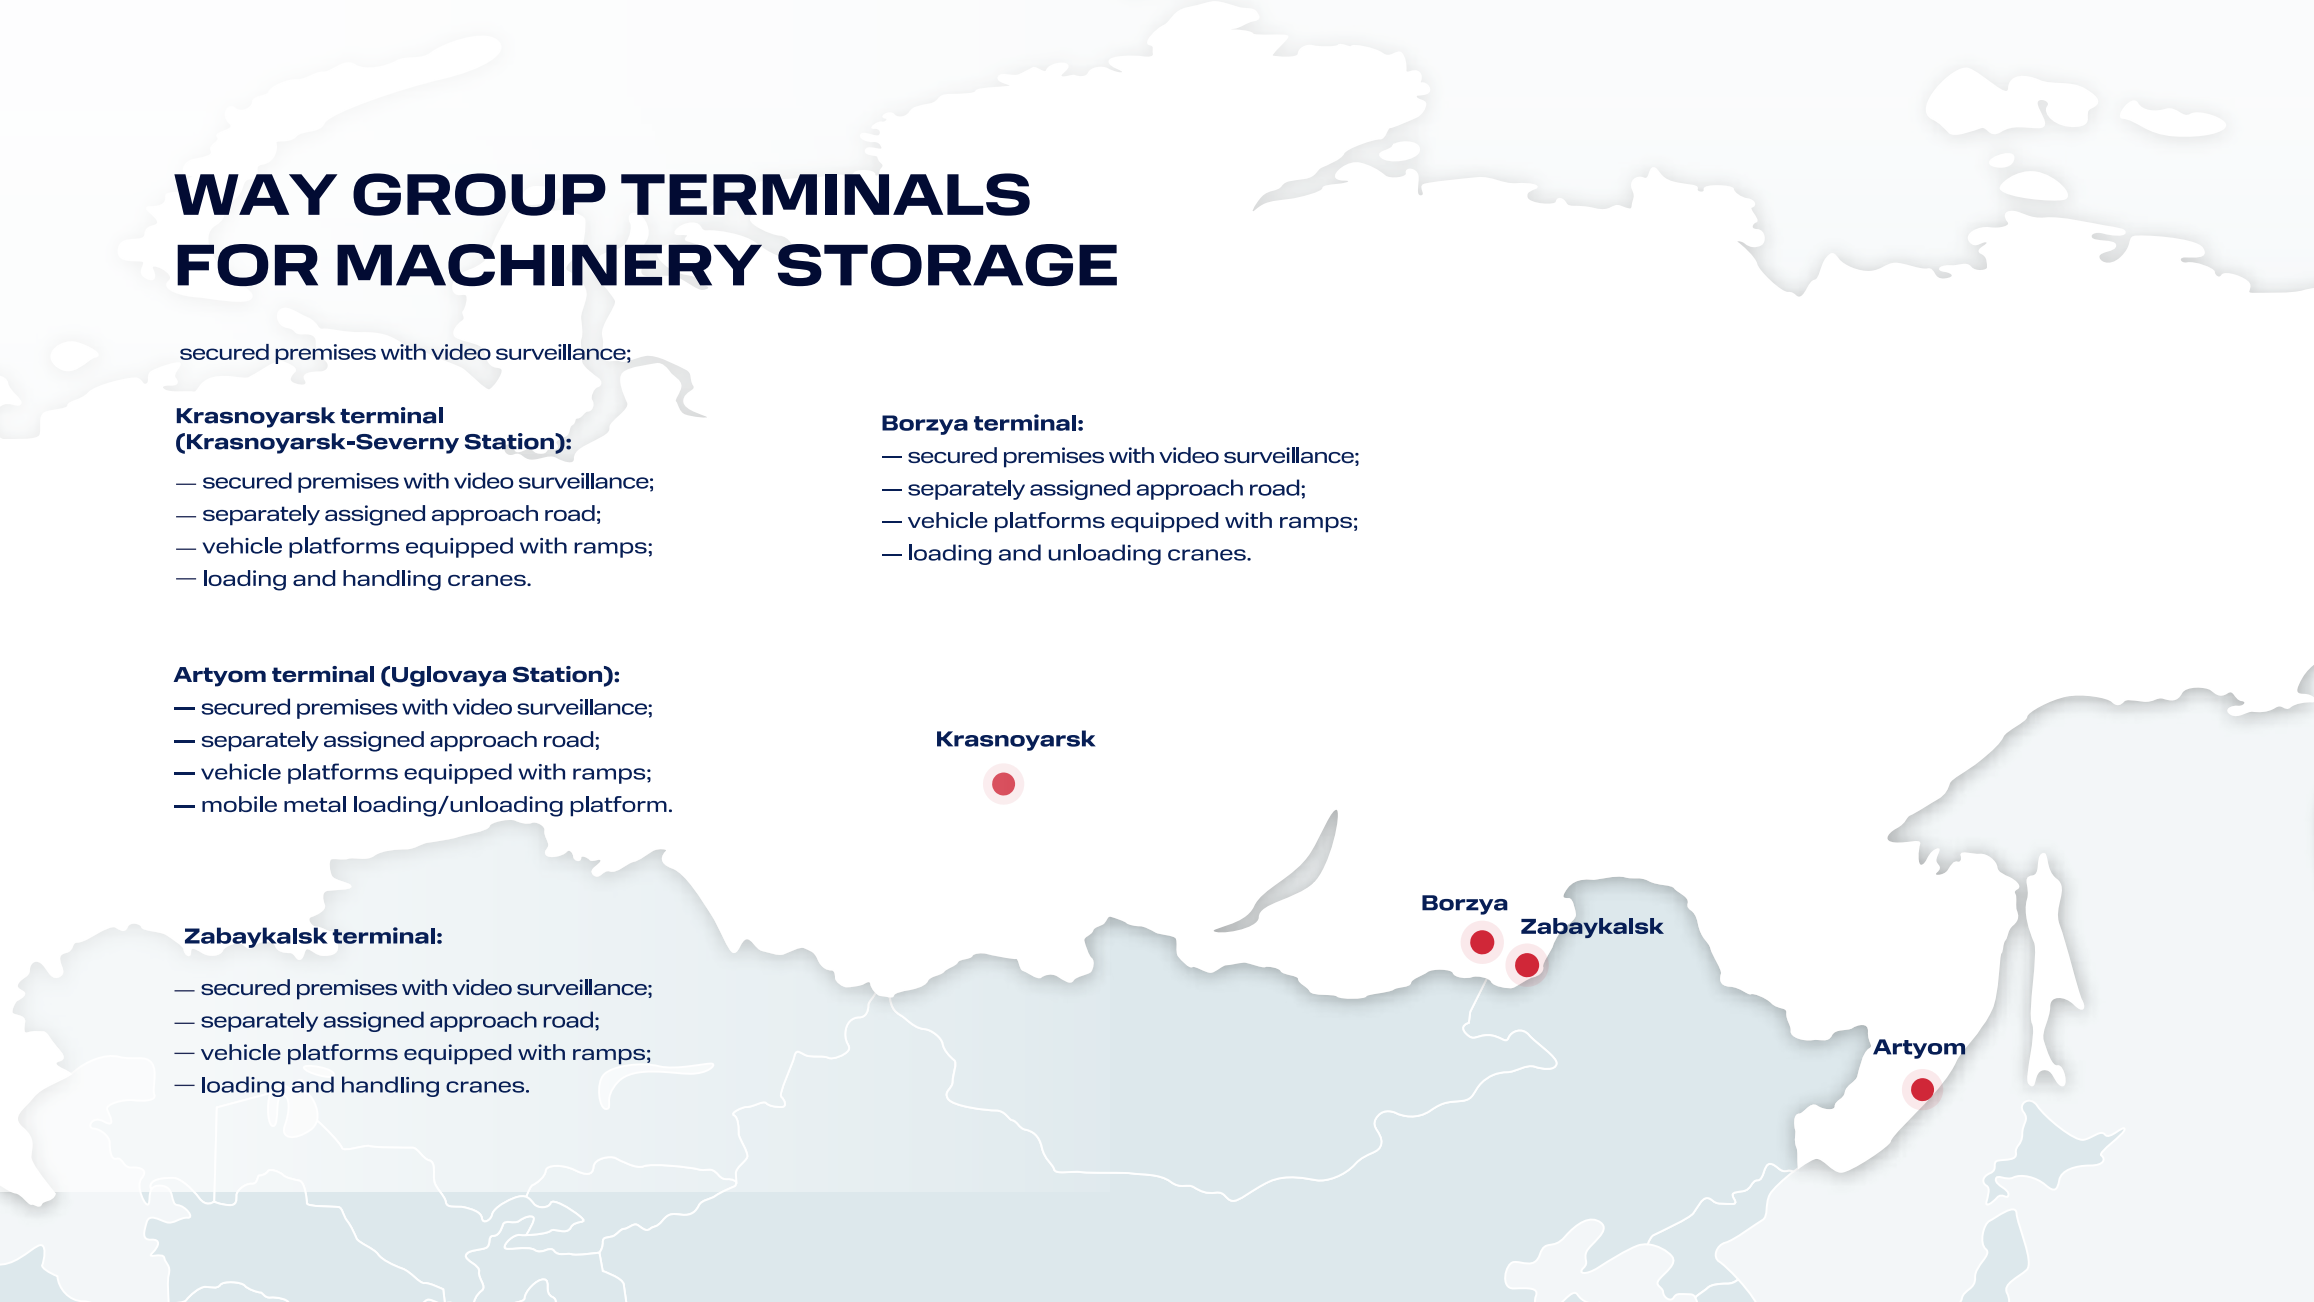 WAY GROUP TERMINALS
FOR MACHINERY STORAGE
secured premises with video surveillance;
Krasnoyarsk terminal
(Krasnoyarsk-Severny Station):
— secured premises with video surveillance;
— separately assigned approach road;
— vehicle platforms equipped with ramps;
— loading and handling cranes.
Borzya terminal:
— secured premises with video surveillance;
— separately assigned approach road;
— vehicle platforms equipped with ramps;
— loading and unloading cranes.
Artyom terminal (Uglovaya Station):
— secured premises with video surveillance;
— separately assigned approach road;
— vehicle platforms equipped with ramps;
— mobile metal loading/unloading platform.
Zabaykalsk terminal:
— secured premises with video surveillance;
— separately assigned approach road;
— vehicle platforms equipped with ramps;
— loading and handling cranes.
Krasnoyarsk
Borzya
Zabaykalsk
Artyom